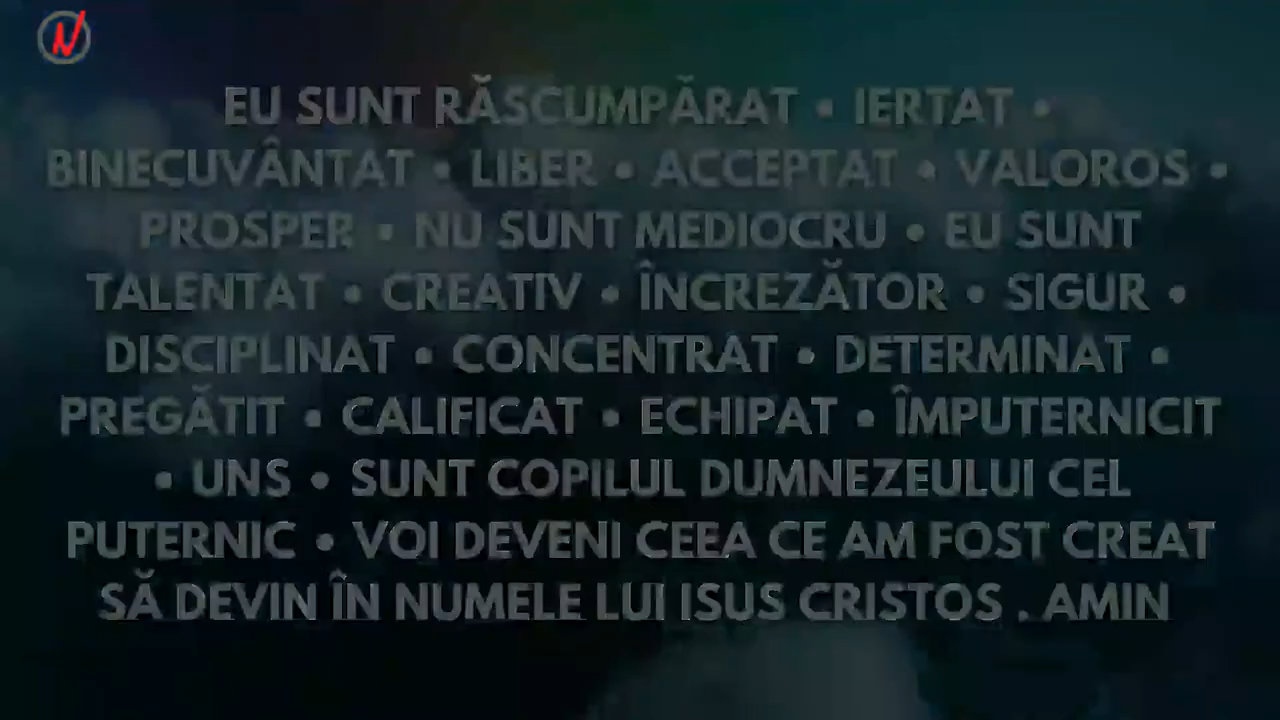 N
EU SUNT RĂSCUMPĂRAT • IERTAT •
BINECUVÂNTAT • LIBER • ACCEPTAT • VALOROS •
PROSPER • NU SUNT MEDIOCRU • EU SUNT
TALENTAT • CREATIV • ÎNCREZĂTOR • SIGUR •
DISCIPLINAT • CONCENTRAT • DETERMINAT •
PREGĂTIT • CALIFICAT • ECHIPAT • ÎMPUTERNICIT
• UNS • SUNT COPILUL DUMNEZEULUI CEL
PUTERNIC • VOI DEVENI CEEA CE AM FOST CREAT
SĂ DEVIN ÎN NUMELE LUI ISUS CRISTOS . AMIN